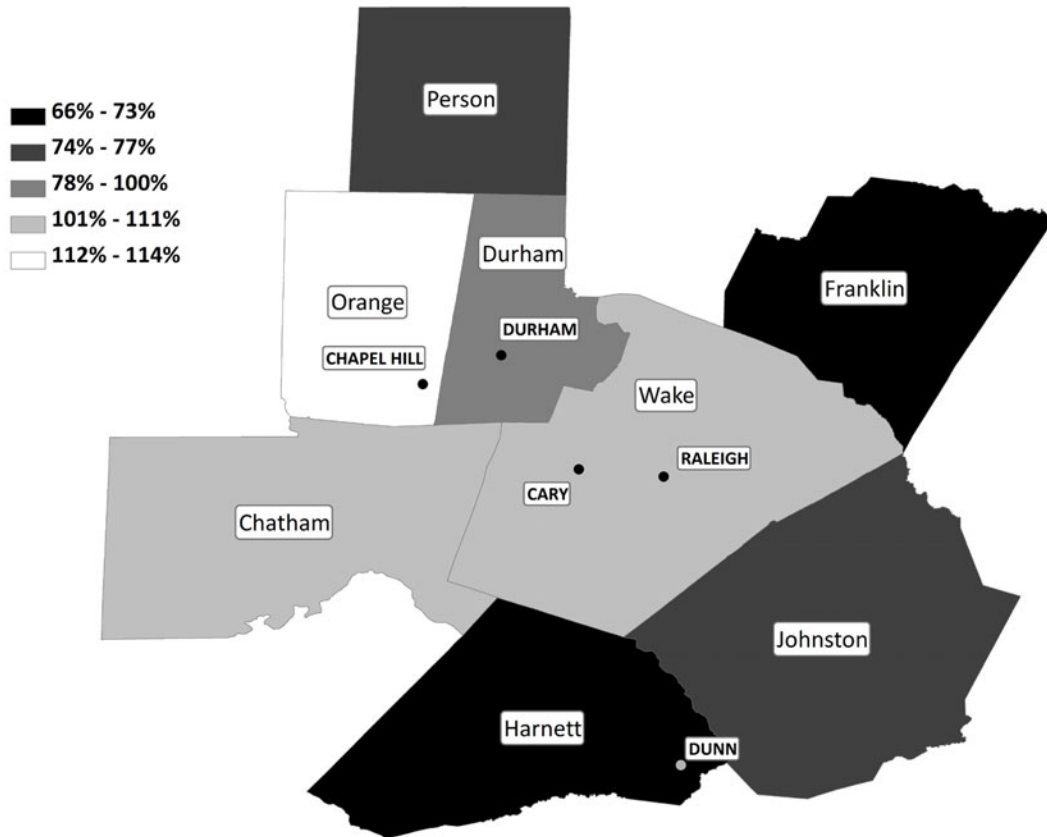 66% - 73%
74% - 77%
78% - 100%
101% - 111%
112% - 114%
Person
Durham
Orange
Franklin
DURHAM
CHAPEL HILL
Wake
RALEIGH
CARY
Chatham
Johnston
Harnett
DUNN